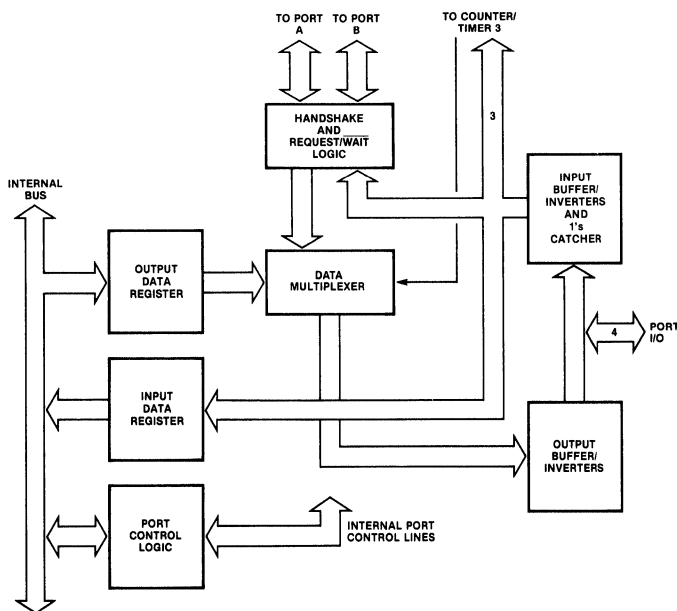 TO PORT
A
TO PORT
B
TO COUNTER/
TIMER 3
3
HANDSHAKE
AND
REQUEST/WAIT
LOGIC
INTERNAL
BUS
INPUT
BUFFER/
INVERTERS
AND
1's
CATCHER
OUTPUT
DATA
REGISTER
DATA
MULTIPLEXER
4
PORT
I/O
INPUT
DATA
REGISTER
OUTPUT
BUFFER/
INVERTERS
PORT
CONTROL
LOGIC
INTERNAL PORT
CONTROL LINES